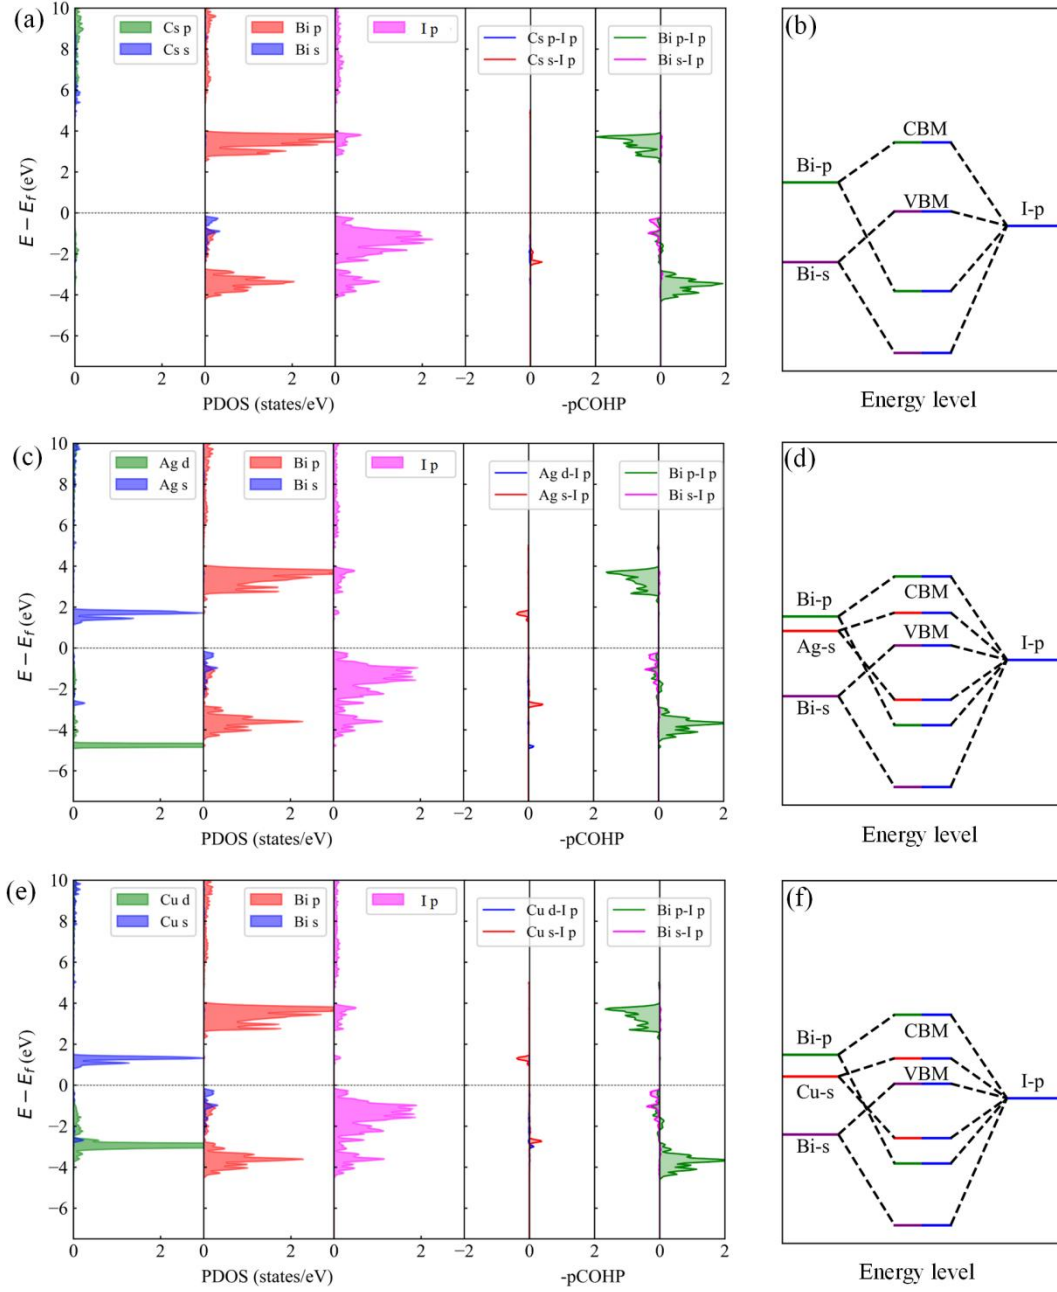 (a)
Cs p
Cs s
Bi p
Bi s
I p
Cs p-I p
Cs s-I p
Bi p-I p
Bi s-I p
10
8
6
4
2
0
−2
−4
−6
E − E_f (eV)
0 2 0 2 0 2 −2 0 2 0 2
PDOS (states/eV)
-pCOHP
(b)
CBM
Bi-p
VBM
I-p
Bi-s
Energy level
(c)
Ag d
Ag s
Bi p
Bi s
I p
Ag d-I p
Ag s-I p
Bi p-I p
Bi s-I p
10
8
6
4
2
0
−2
−4
−6
E − E_f (eV)
0 2 0 2 0 2 −2 0 2 0 2
PDOS (states/eV)
-pCOHP
(d)
CBM
Bi-p
Ag-s
VBM
I-p
Bi-s
Energy level
(e)
Cu d
Cu s
Bi p
Bi s
I p
Cu d-I p
Cu s-I p
Bi p-I p
Bi s-I p
10
8
6
4
2
0
−2
−4
−6
E − E_f (eV)
0 2 0 2 0 2 −2 0 2 0 2
PDOS (states/eV)
-pCOHP
(f)
CBM
Bi-p
VBM
Cu-s
I-p
Bi-s
Energy level